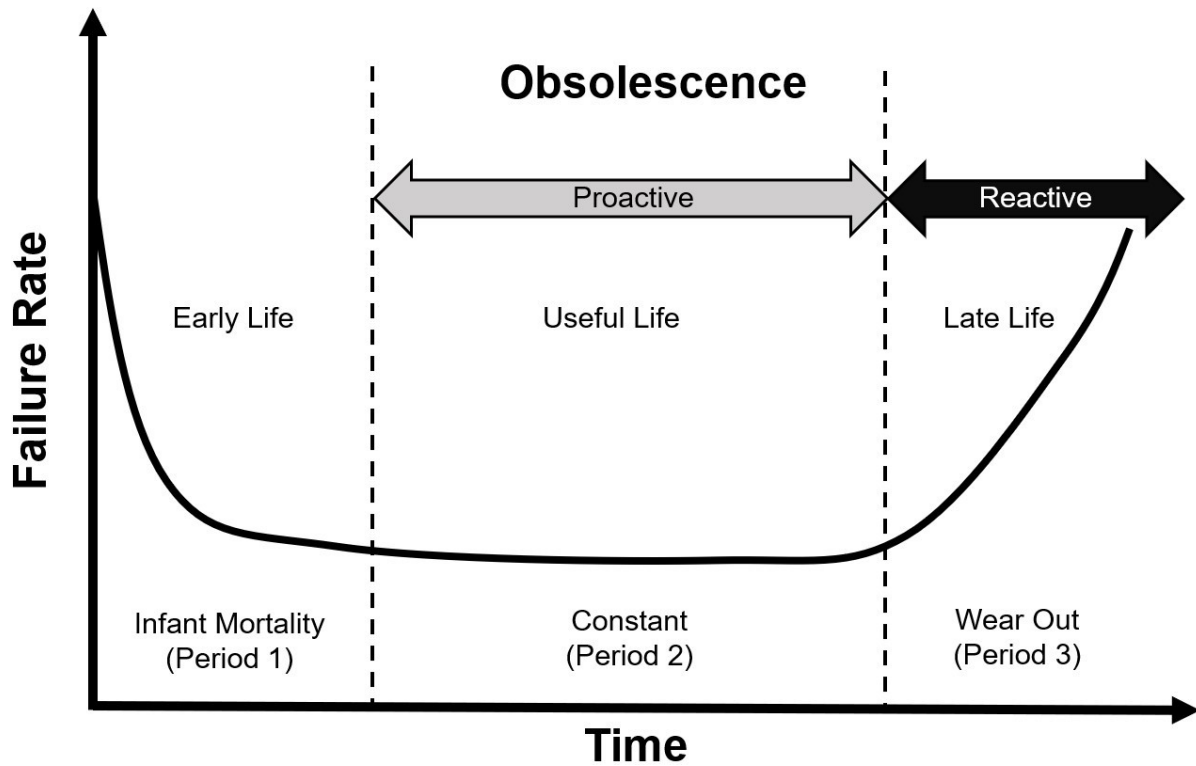 Obsolescence
Proactive
Reactive
Failure Rate
Early Life
Useful Life
Late Life
Infant Mortality
(Period 1)
Constant
(Period 2)
Wear Out
(Period 3)
Time